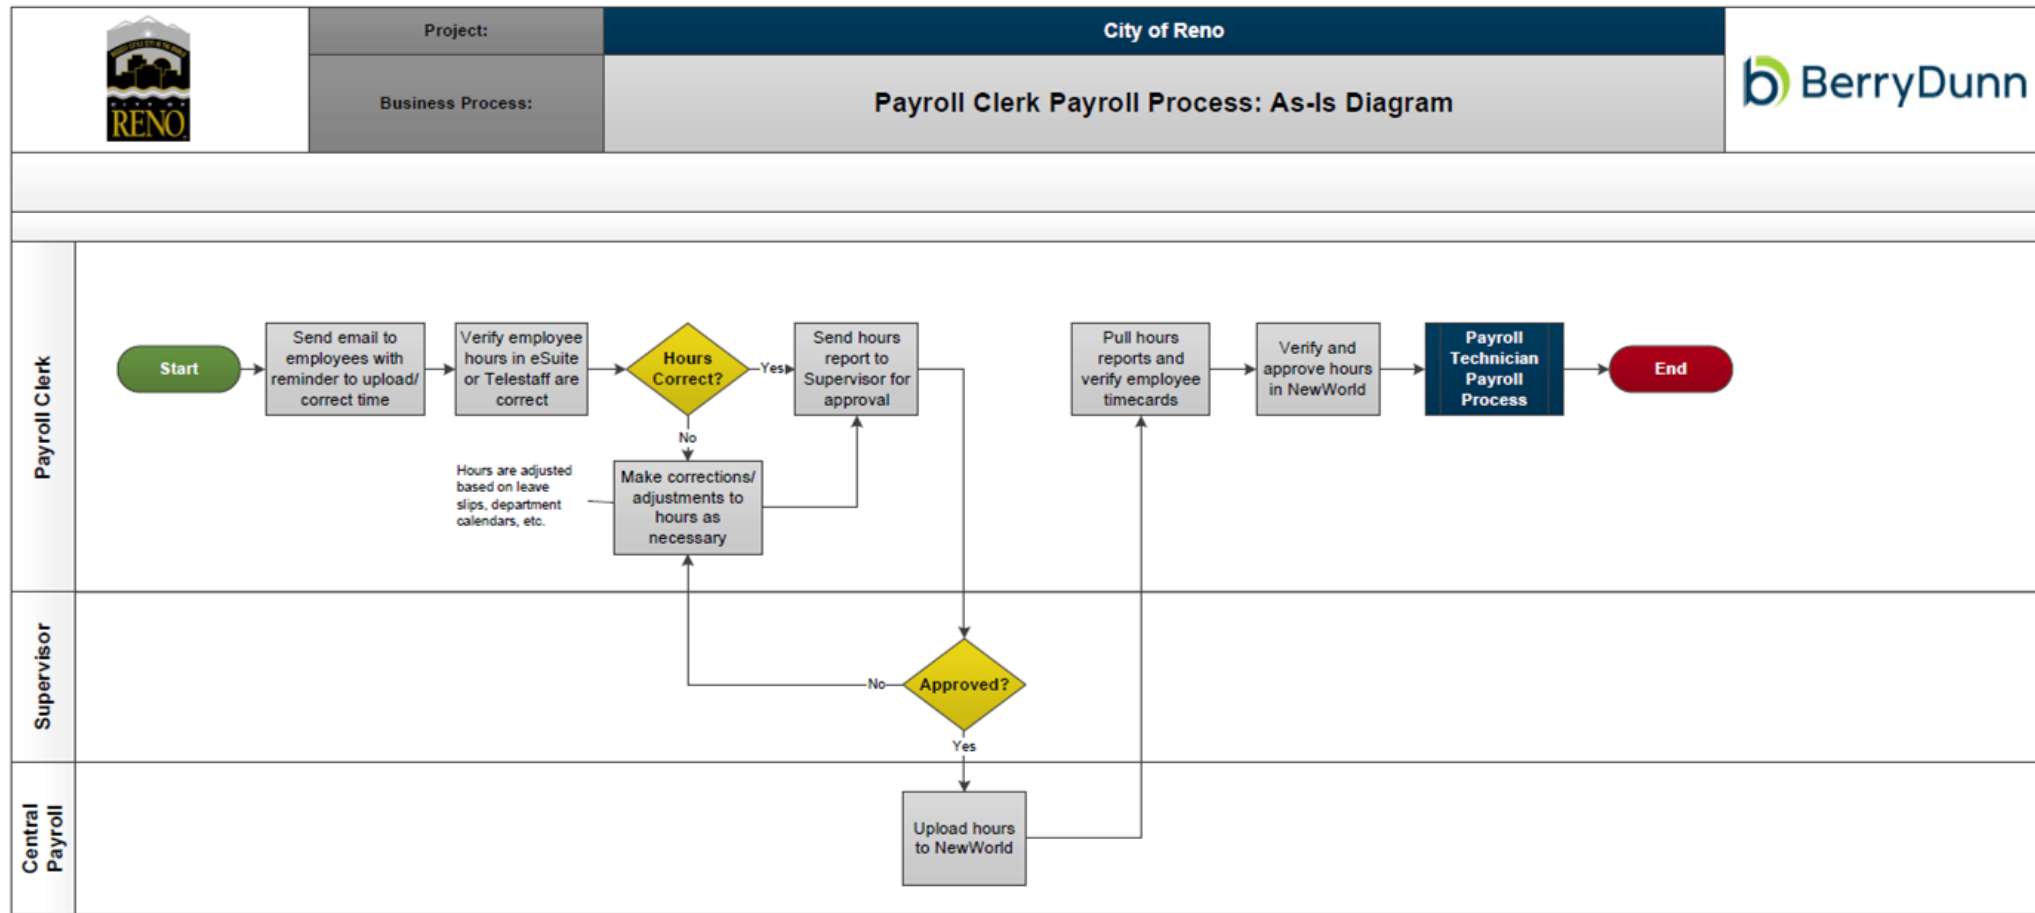 CITY OF
RENO
Project:
City of Reno
Business Process:
Payroll Clerk Payroll Process: As-Is Diagram
BerryDunn
Payroll Clerk
Start
Send email to
employees with
reminder to upload/
correct time
Verify employee
hours in eSuite
or Telestaff are
correct
Hours
Correct?
Yes
Send hours
report to
Supervisor for
approval
Pull hours
reports and
verify employee
timecards
Verify and
approve hours
in NewWorld
Payroll
Technician
Payroll
Process
End
No
Hours are adjusted
based on leave
slips, department
calendars, etc.
Make corrections/
adjustments to
hours as
necessary
Supervisor
No
Approved?
Yes
Central
Payroll
Upload hours
to NewWorld